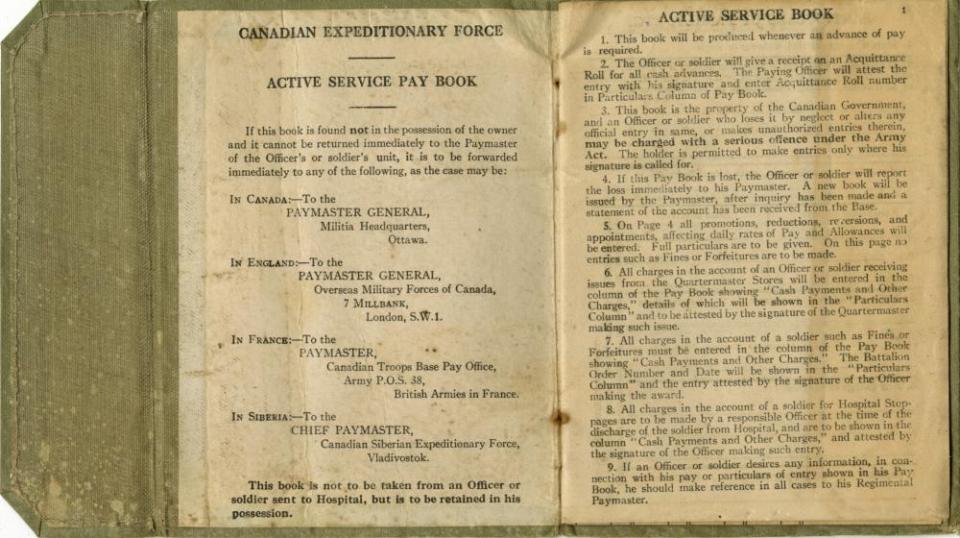 CANADIAN EXPEDITIONARY FORCE
ACTIVE SERVICE PAY BOOK
If this book is found not in the possession of the owner
and it cannot be returned immediately to the Paymaster
of the Officer's or soldier's unit, it is to be forwarded
immediately to any of the following, as the case may be:
IN CANADA:—To the
PAYMASTER GENERAL,
Militia Headquarters,
Ottawa.
IN ENGLAND:—To the
PAYMASTER GENERAL,
Overseas Military Forces of Canada,
7 MILLBANK,
London, S.W.1.
IN FRANCE:—To the
PAYMASTER,
Canadian Troops Base Pay Office,
Army P.O.S. 38,
British Armies in France.
IN SIBERIA:—To the
CHIEF PAYMASTER,
Canadian Siberian Expeditionary Force,
Vladivostok.
This book is not to be taken from an Officer or
soldier sent to Hospital, but is to be retained in his
possession.
ACTIVE SERVICE BOOK 1
1. This book will be produced whenever an advance of pay
is required.
2. The Officer or soldier will give a receipt on an Acquittance
Roll for all cash advances. The Paying Officer will attest the
entry with his signature and enter Acquittance Roll number
in Particulars Column of Pay Book.
3. This book is the property of the Canadian Government,
and an Officer or soldier who loses it by neglect or alters any
official entry in same, or makes unauthorized entries therein,
may be charged with a serious offence under the Army
Act. The holder is permitted to make entries only where his
signature is called for.
4. If this Pay Book is lost, the Officer or soldier will report
the loss immediately to his Paymaster. A new book will be
issued by the Paymaster, after inquiry has been made and a
statement of the account has been received from the Base.
5. On Page 4 all promotions, reductions, reversions, and
appointments, affecting daily rates of Pay and Allowances will
be entered. Full particulars are to be given. On this page no
entries such as Fines or Forfeitures are to be made.
6. All charges in the account of an Officer or soldier receiving
issues from the Quartermaster Stores will be entered in the
column of the Pay Book showing "Cash Payments and Other
Charges," details of which will be shown in the "Particulars
Column" and to be attested by the signature of the Quartermaster
making such issue.
7. All charges in the account of a soldier such as Fines or
Forfeitures must be entered in the column of the Pay Book
showing "Cash Payments and Other Charges." The Battalion
Order Number and Date will be shown in the "Particulars
Column" and the entry attested by the signature of the Officer
making the award.
8. All charges in the account of a soldier for Hospital Stop-
pages are to be made by a responsible Officer at the time of the
discharge of the soldier from Hospital, and are to be shown in the
column "Cash Payments and Other Charges," and attested by
the signature of the Officer making such entry.
9. If an Officer or soldier desires any information, in con-
nection with his pay or particulars of entry shown in his Pay
Book, he should make reference in all cases to his Regimental
Paymaster.